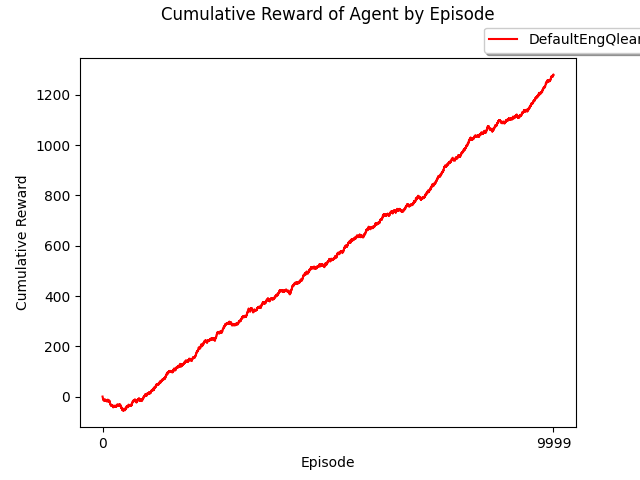 Cumulative Reward of Agent by Episode
DefaultEngQlear
1200
1000
800
600
400
200
0
Cumulative Reward
0 9999
Episode